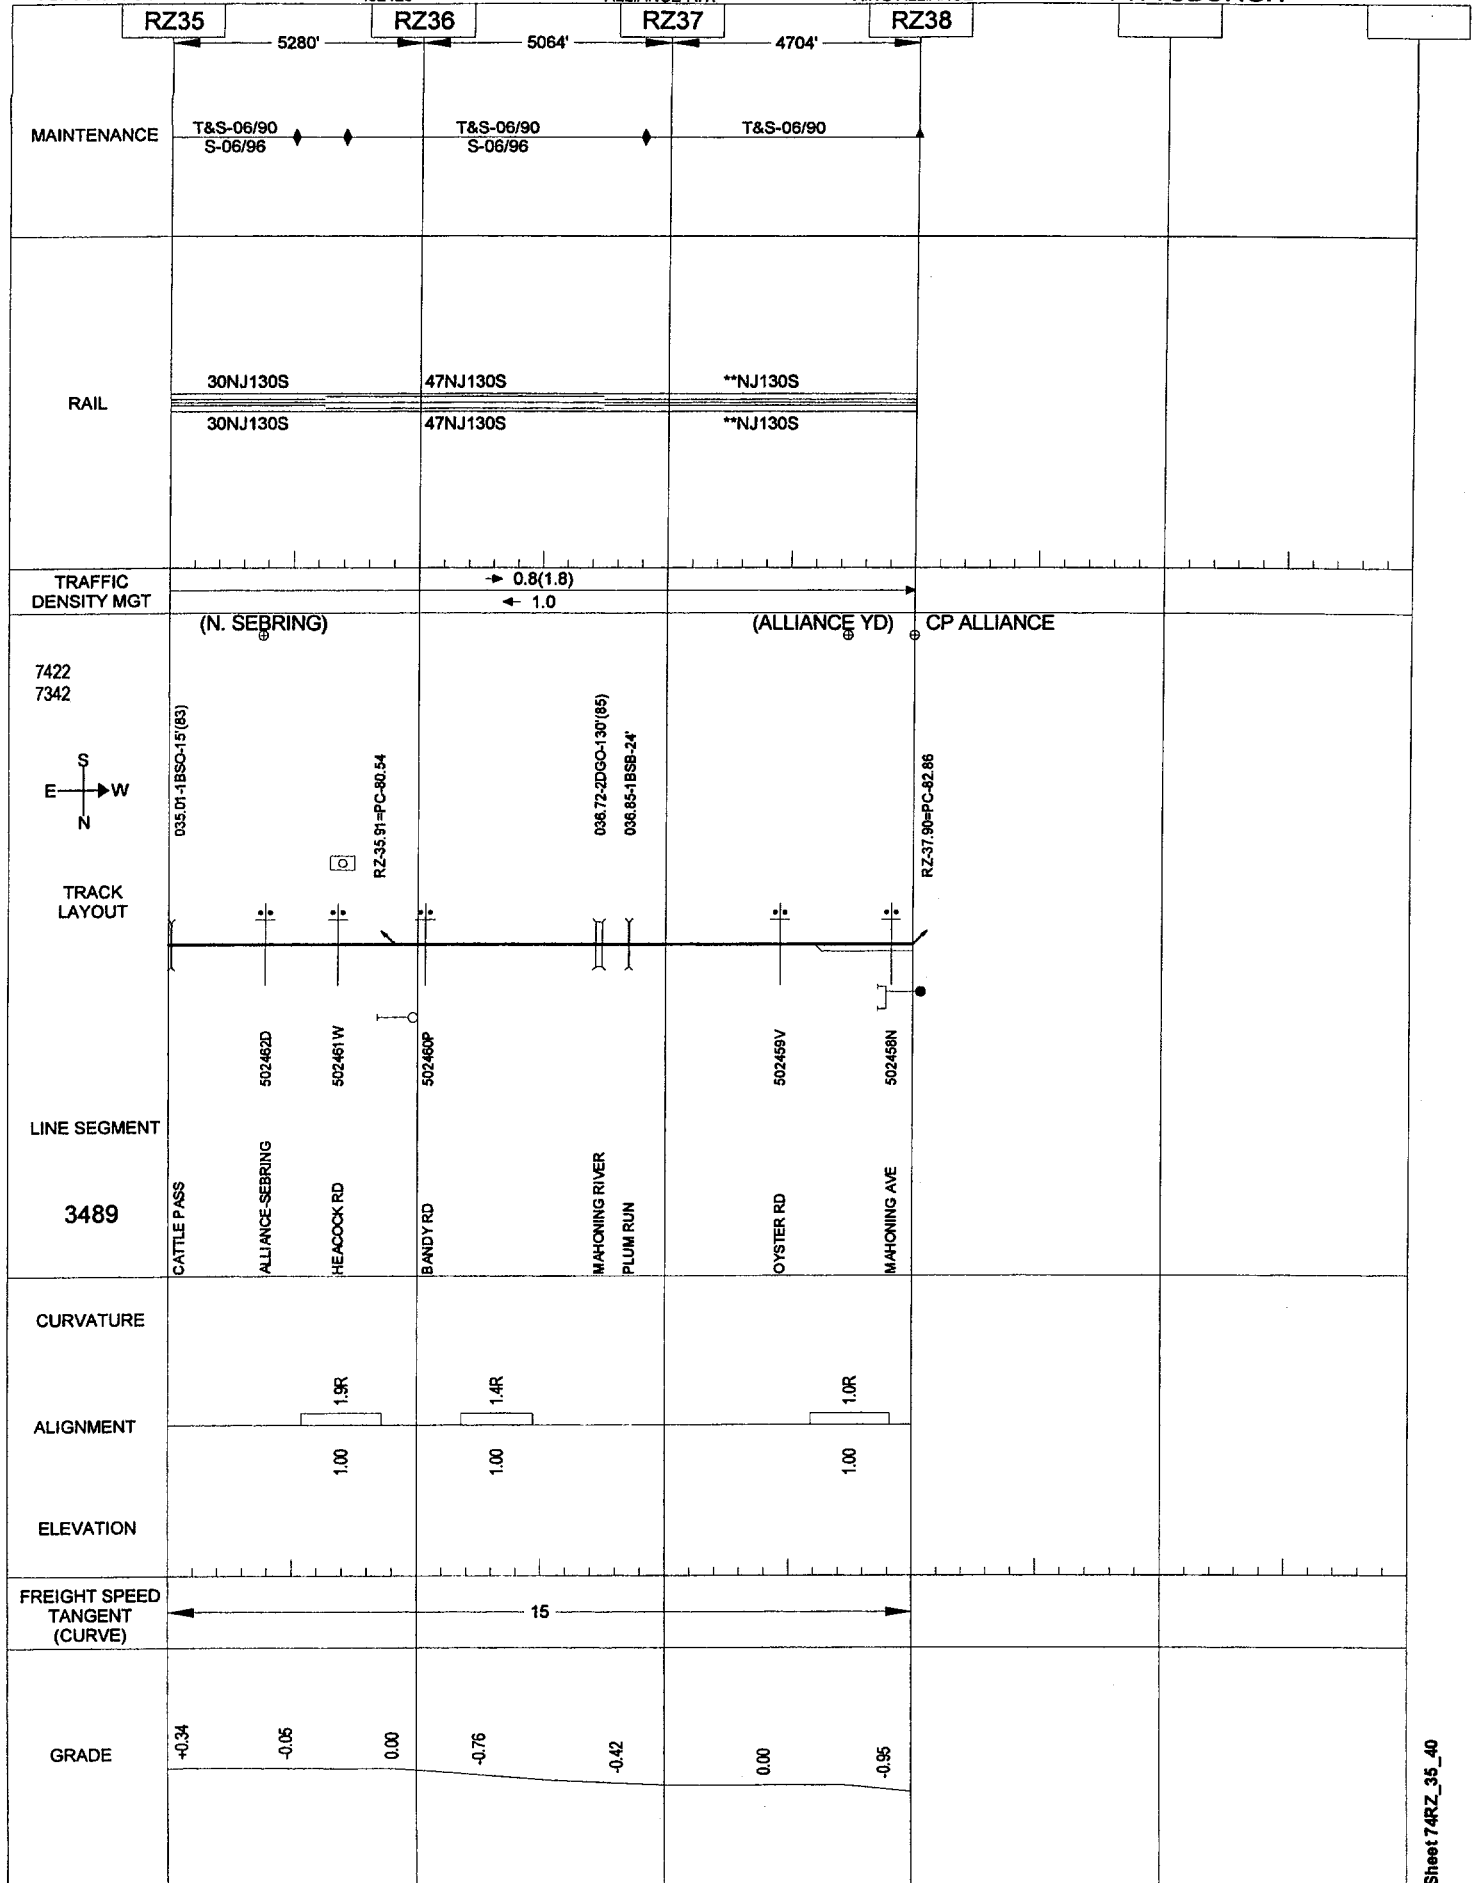 RZ35 RZ36 RZ37 RZ38
5280' 5064' 4704'
MAINTENANCE
T&S-06/90 T&S-06/90 T&S-06/90
S-06/96 S-06/96
RAIL
30NJ130S 47NJ130S **NJ130S
30NJ130S 47NJ130S **NJ130S
TRAFFIC
DENSITY MGT
0.8(1.8)
1.0
(N. SEBRING) (ALLIANCE YD) CP ALLIANCE
7422
7342
S
E W
N
035.01-1BSO-15'(83)
RZ-35.91=PC-80.54
036.72-2DGO-130'(85)
036.85-1BSB-24'
RZ-37.90=PC-82.86
TRACK
LAYOUT
502462D
502461W
502460P
502459V
502458N
LINE SEGMENT
3489
CATTLE PASS
ALLIANCE-SEBRING
HEACOCK RD
BANDY RD
MAHONING RIVER
PLUM RUN
OYSTER RD
MAHONING AVE
CURVATURE
1.9R 1.4R 1.0R
ALIGNMENT
1.00 1.00 1.00
ELEVATION
FREIGHT SPEED
TANGENT
(CURVE)
15
GRADE
+0.34 -0.05 0.00 -0.76 -0.42 0.00 -0.95
Sheet 74RZ_35_40